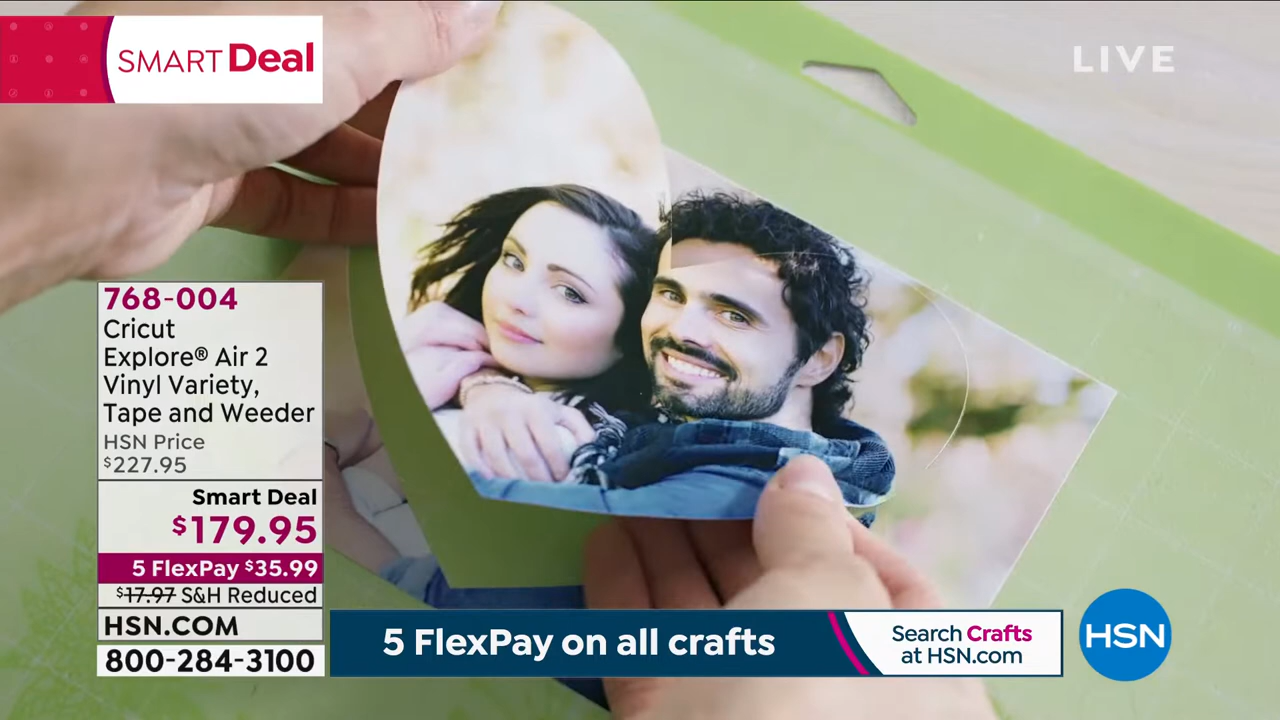 SMART Deal
LIVE
768-004
Cricut
Explore® Air 2
Vinyl Variety,
Tape and Weeder
HSN Price
$227.95
Smart Deal
$179.95
5 FlexPay $35.99
$17.97 S&H Reduced
HSN.COM
800-284-3100
5 FlexPay on all crafts
Search Crafts
at HSN.com
HSN